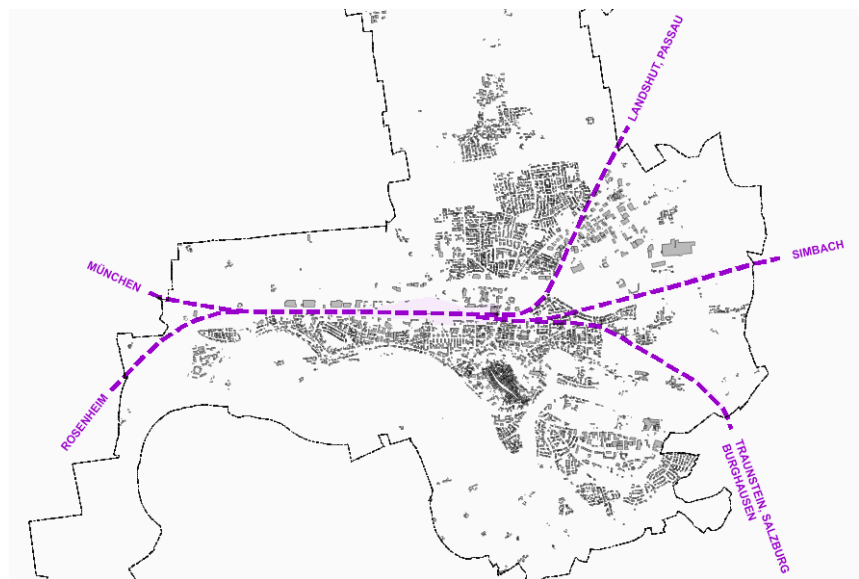 LANDSHUT, PASSAU
SIMBACH
MÜNCHEN
ROSENHEIM
TRAUNSTEIN, SALZBURG
BURGHAUSEN